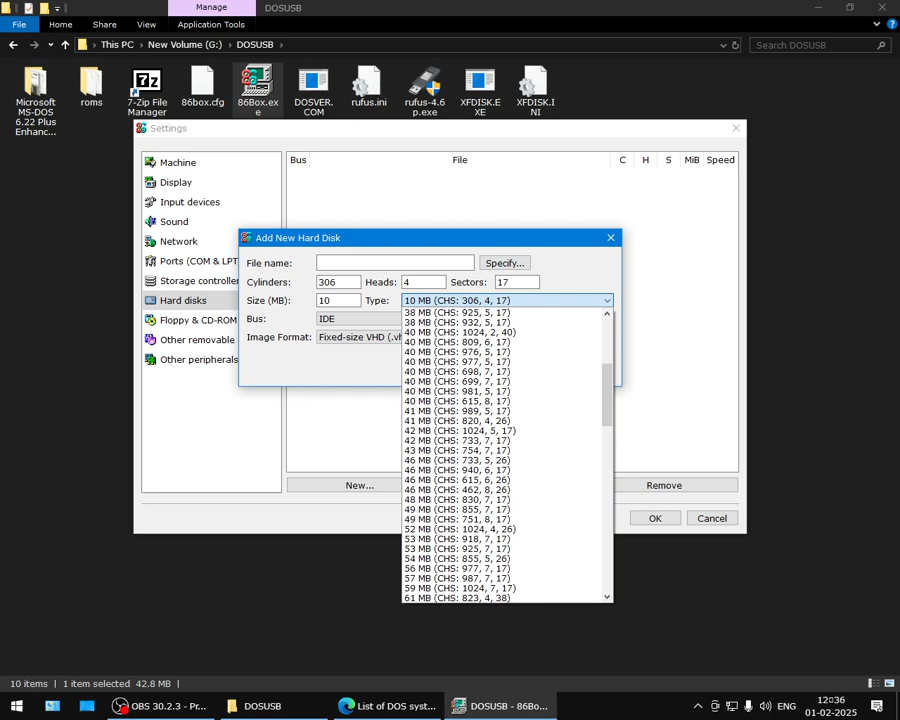 Manage
DOSUSB
File
Home
Share
View
Application Tools
This PC
New Volume (G:)
DOSUSB
Search DOSUSB
Microsoft MS-DOS 6.22 Plus Enhanc...
roms
7-Zip File Manager
86box.cfg
86Box.exe
DOSVER.COM
rufus.ini
rufus-4.6p.exe
XFDISK.EXE
XFDISK.INI
Settings
Machine
Display
Input devices
Sound
Network
Ports (COM & LPT
Storage controller
Hard disks
Floppy & CD-ROM
Other removable
Other peripherals
Bus
File
C
H
S
MiB
Speed
Add New Hard Disk
File name:
Specify...
Cylinders:
306
Heads:
4
Sectors:
17
Size (MB):
10
Type:
10 MB (CHS: 306, 4, 17)
Bus:
IDE
Image Format:
Fixed-size VHD (.vh
38 MB (CHS: 925, 5, 17)
38 MB (CHS: 932, 5, 17)
40 MB (CHS: 1024, 2, 40)
40 MB (CHS: 809, 6, 17)
40 MB (CHS: 976, 5, 17)
40 MB (CHS: 977, 5, 17)
40 MB (CHS: 698, 7, 17)
40 MB (CHS: 699, 7, 17)
40 MB (CHS: 981, 5, 17)
40 MB (CHS: 615, 8, 17)
41 MB (CHS: 989, 5, 17)
41 MB (CHS: 820, 4, 26)
42 MB (CHS: 1024, 5, 17)
42 MB (CHS: 733, 7, 17)
43 MB (CHS: 754, 7, 17)
46 MB (CHS: 733, 5, 26)
46 MB (CHS: 940, 6, 17)
46 MB (CHS: 615, 6, 26)
46 MB (CHS: 462, 8, 26)
48 MB (CHS: 830, 7, 17)
49 MB (CHS: 855, 7, 17)
49 MB (CHS: 751, 8, 17)
52 MB (CHS: 1024, 4, 26)
53 MB (CHS: 918, 7, 17)
53 MB (CHS: 925, 7, 17)
54 MB (CHS: 855, 5, 26)
56 MB (CHS: 977, 7, 17)
57 MB (CHS: 987, 7, 17)
59 MB (CHS: 1024, 7, 17)
61 MB (CHS: 823, 4, 38)
New...
Remove
OK
Cancel
10 items
1 item selected 42.8 MB
OBS 30.2.3 - Pr...
DOSUSB
List of DOS syst...
DOSUSB - 86Bo...
ENG
12:36
01-02-2025